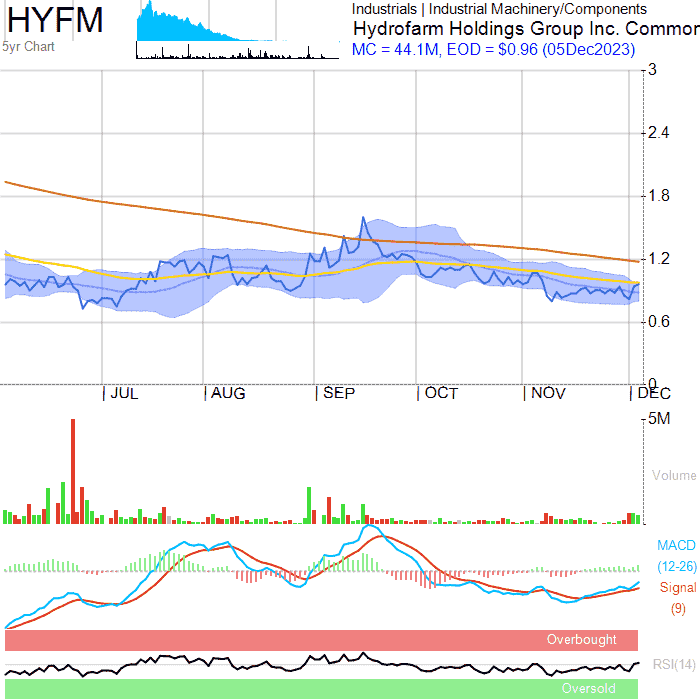 HYFM
5yr Chart
Industrials | Industrial Machinery/Components
Hydrofarm Holdings Group Inc. Common
MC = 44.1M, EOD = $0.96 (05Dec2023)
3
2.4
1.8
1.2
0.6
0
JUL AUG SEP OCT NOV DEC
5M
Volume
MACD
(12-26)
Signal
(9)
Overbought
RSI(14)
Oversold